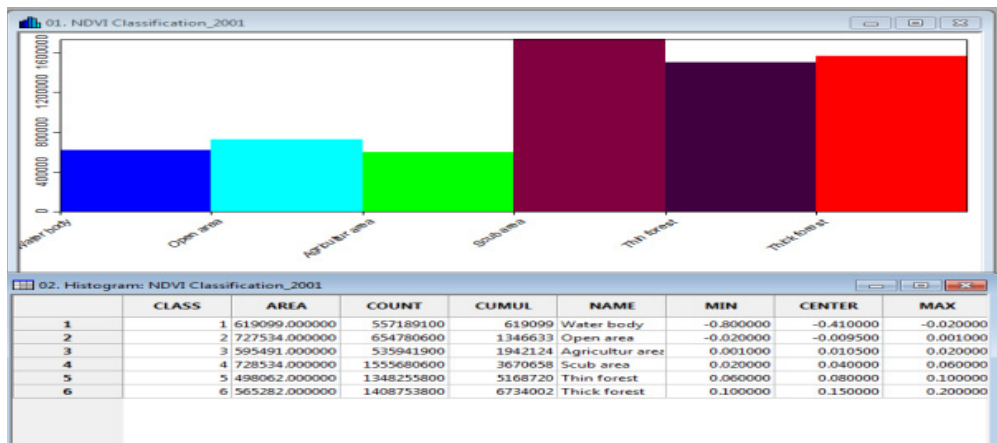 01. NDVI Classification_2001
1600000
1200000
800000
400000
0
Water body
Open area
Agricultur area
Scub area
Thin forest
Thick forest
02. Histogram: NDVI Classification_2001
CLASS AREA COUNT CUMUL NAME MIN CENTER MAX
1 1 619099.000000 557189100 619099 Water body -0.800000 -0.410000 -0.020000
2 2 727534.000000 654780600 1346633 Open area -0.020000 -0.009500 0.001000
3 3 595491.000000 535941900 1942124 Agricultur area 0.001000 0.010500 0.020000
4 4 728534.000000 1555680600 3670658 Scub area 0.020000 0.040000 0.060000
5 5 498062.000000 1348255800 5168720 Thin forest 0.060000 0.080000 0.100000
6 6 565282.000000 1408753800 6734002 Thick forest 0.100000 0.150000 0.200000